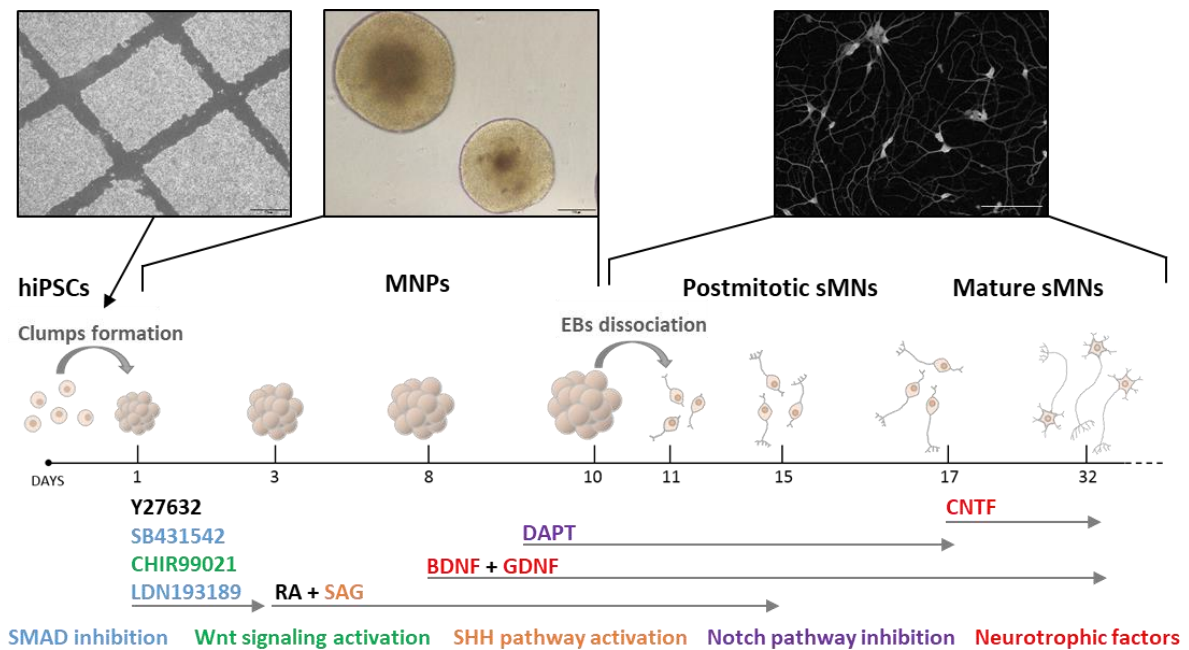 hiPSCs
MNPs
Postmitotic sMNs
Mature sMNs
Clumps formation
EBs dissociation
DAYS
1
3
8
10
11
15
17
32
Y27632
CNTF
SB431542
DAPT
CHIR99021
BDNF + GDNF
LDN193189
RA + SAG
SMAD inhibition
Wnt signaling activation
SHH pathway activation
Notch pathway inhibition
Neurotrophic factors